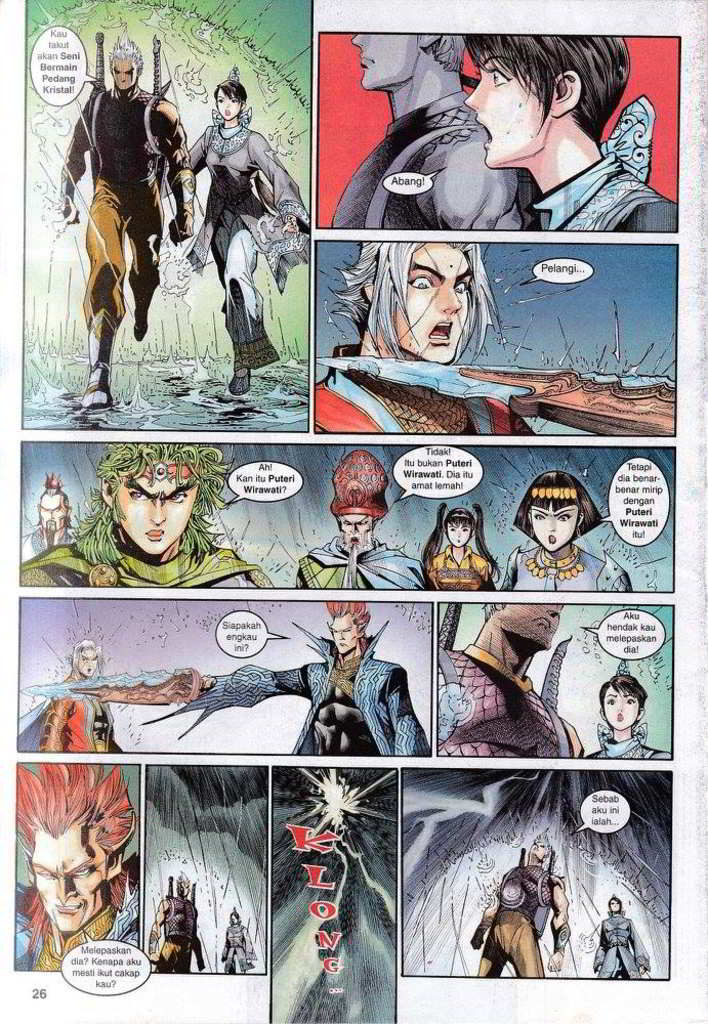 Kau
takut
akan Seni
Bermain
Pedang
Kristal!
Abang!
Pelangi...
Ah!
Kan itu Puteri
Wirawati?
Tidak!
Itu bukan Puteri
Wirawati. Dia itu
amat lemah!
Tetapi
dia benar-
benar mirip
dengan
Puteri
Wirawati
itu!
Siapakah
engkau
ini?
Aku
hendak kau
melepaskan
dia!
Melepaskan
dia? Kenapa aku
mesti ikut cakap
kau?
KLONG...
Sebab
aku ini
ialah...
26